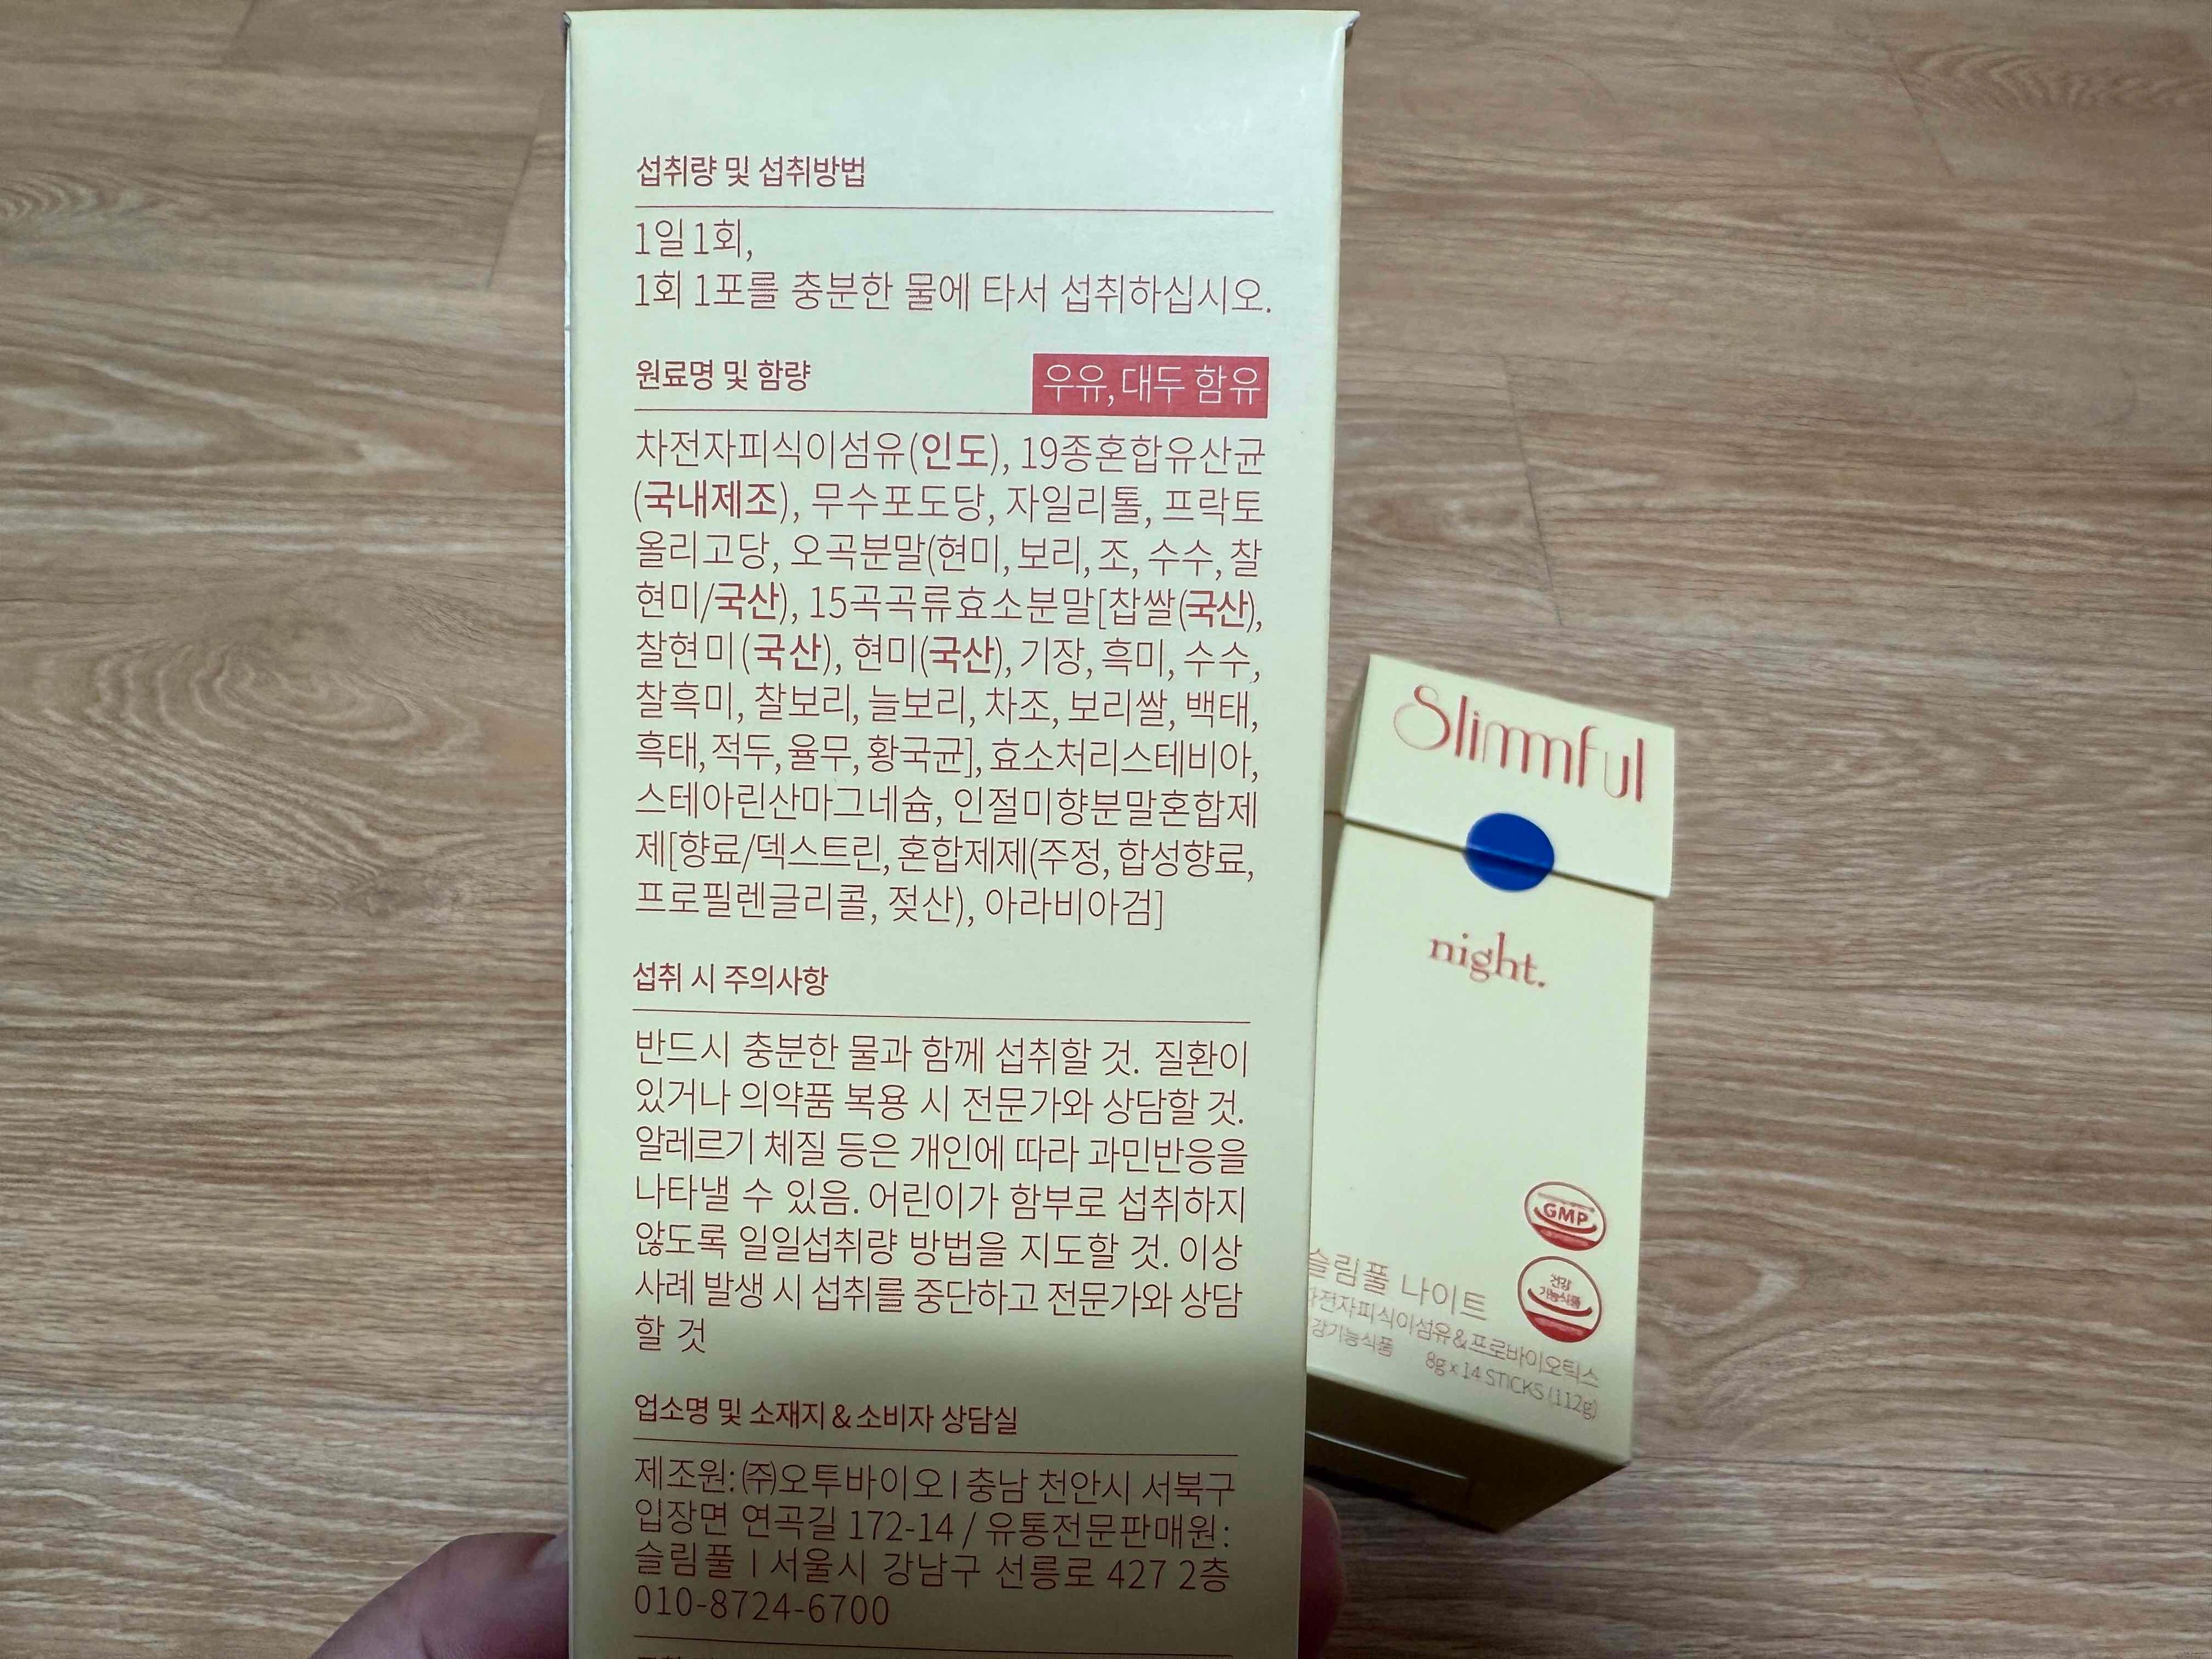 섭취량 및 섭취방법
1일 1회,
1회 1포를 충분한 물에 타서 섭취하십시오.
원료명 및 함량
우유, 대두 함유
차전자피식이섬유(인도), 19종혼합유산균
(국내제조), 무수포도당, 자일리톨, 프락토
올리고당, 오곡분말(현미, 보리, 조, 수수, 찰
현미/국산), 15곡곡류효소분말[찹쌀(국산),
찰현미(국산), 현미(국산), 기장, 흑미, 수수,
찰흑미, 찰보리, 늘보리, 차조, 보리쌀, 백태,
흑태, 적두, 율무, 황국균], 효소처리스테비아,
스테아린산마그네슘, 인절미향분말혼합제
제[향료/덱스트린, 혼합제제(주정, 합성향료,
프로필렌글리콜, 젖산), 아라비아검]
섭취 시 주의사항
반드시 충분한 물과 함께 섭취할 것. 질환이
있거나 의약품 복용 시 전문가와 상담할 것.
알레르기 체질 등은 개인에 따라 과민반응을
나타낼 수 있음. 어린이가 함부로 섭취하지
않도록 일일섭취량 방법을 지도할 것. 이상
사례 발생 시 섭취를 중단하고 전문가와 상담
할 것
업소명 및 소재지 & 소비자 상담실
제조원: ㈜오투바이오 | 충남 천안시 서북구
입장면 연곡길 172-14 / 유통전문판매원:
슬림풀 | 서울시 강남구 선릉로 427 2층
010-8724-6700
Slimmful
night.
GMP
건강
기능식품
슬림풀 나이트
차전자피식이섬유&프로바이오틱스
강기능식품 8g x 14 STICKS (112g)